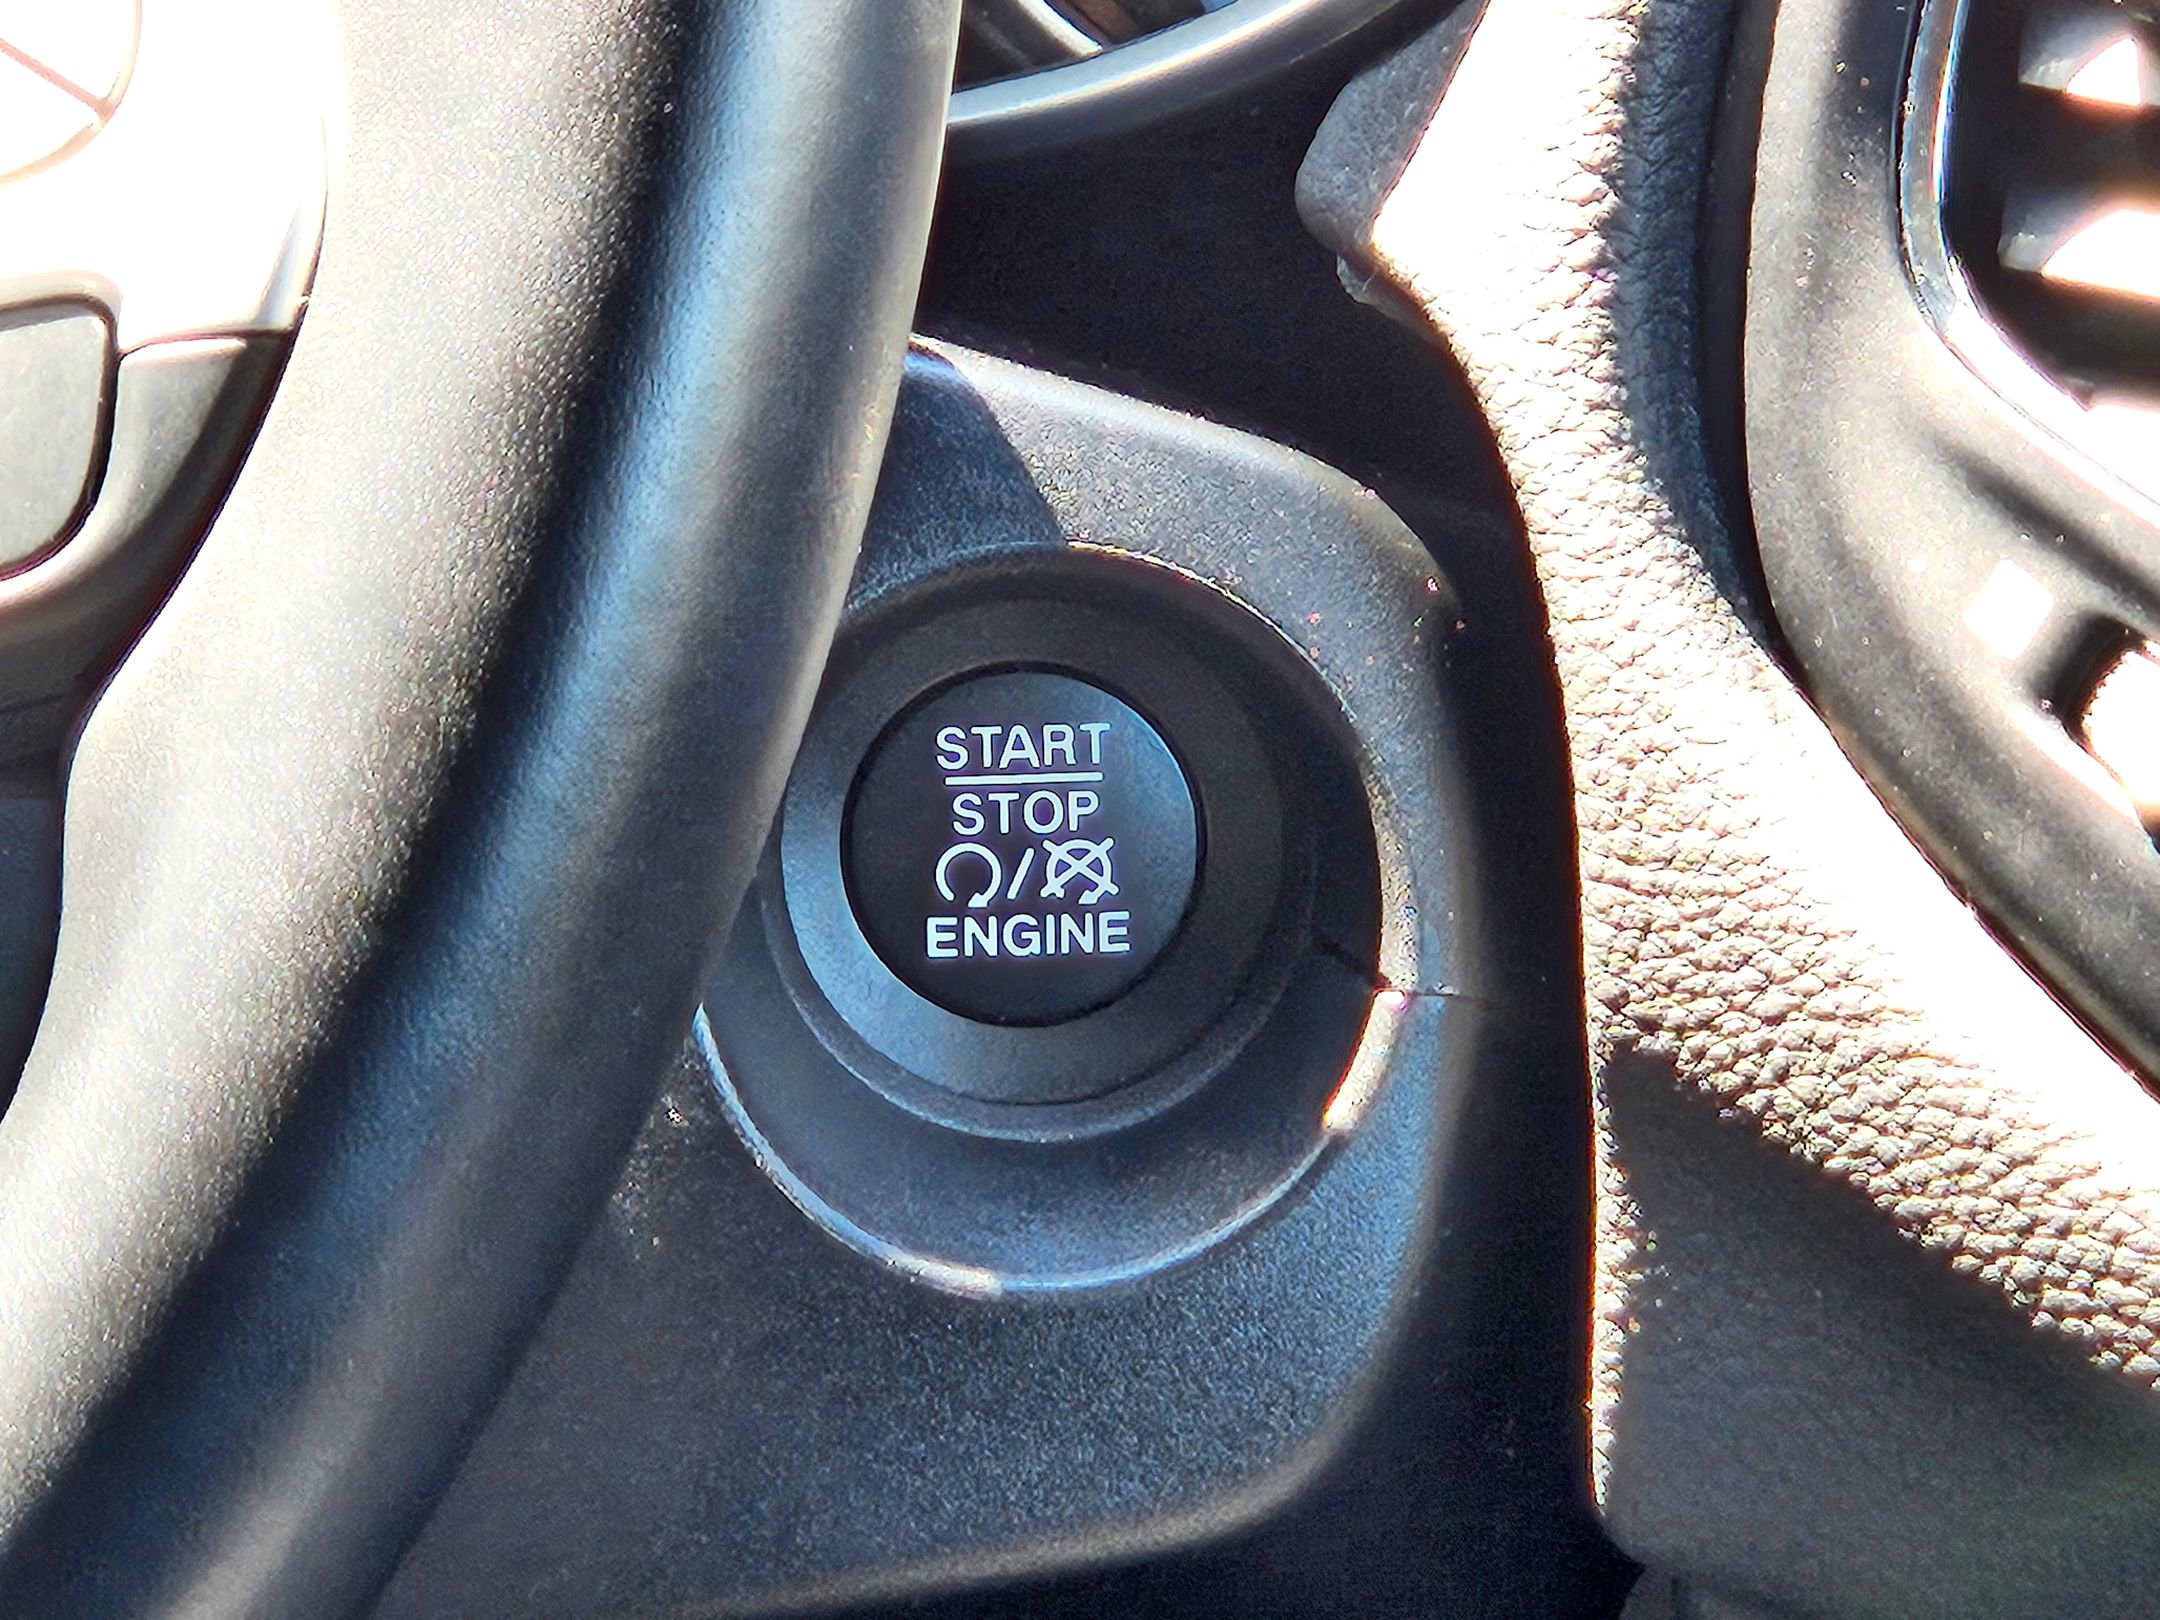 START
STOP
/
ENGINE